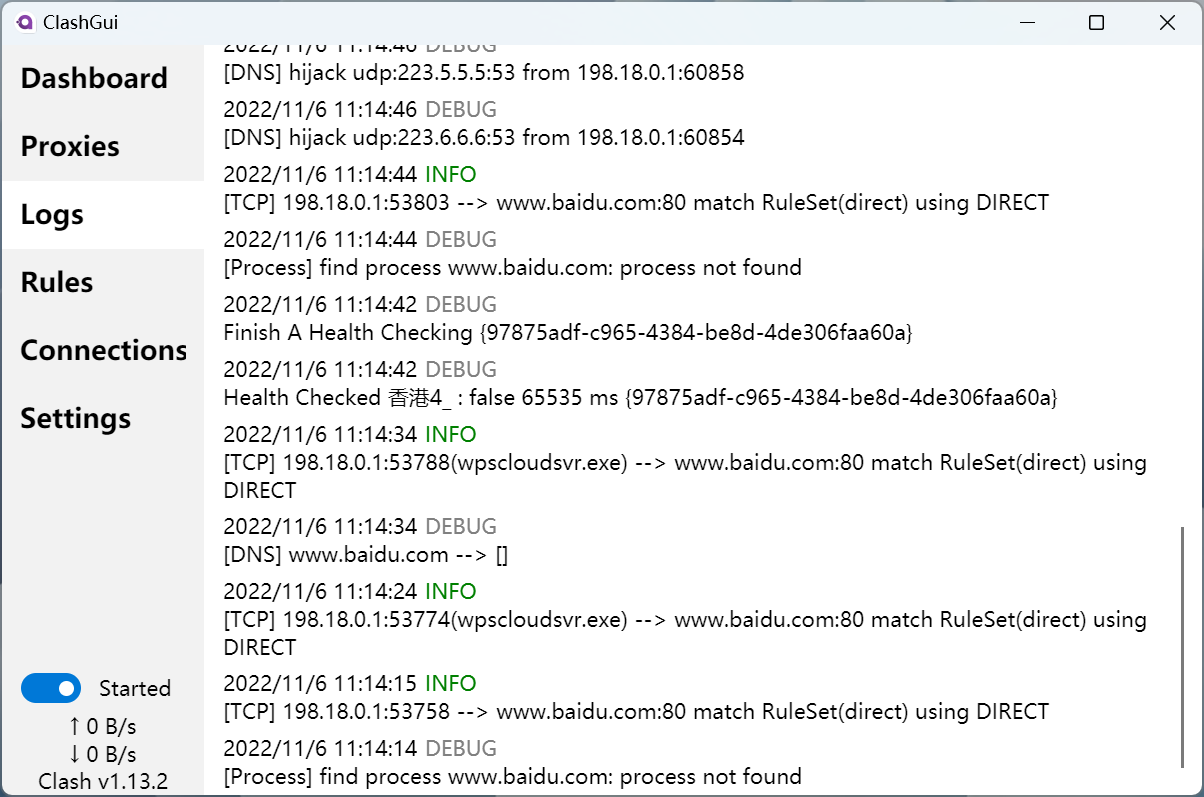 ClashGui
Dashboard
Proxies
Logs
Rules
Connections
Settings
Started
↑ 0 B/s
↓ 0 B/s
Clash v1.13.2
2022/11/6 11:14:46 DEBUG
[DNS] hijack udp:223.5.5.5:53 from 198.18.0.1:60858
2022/11/6 11:14:46 DEBUG
[DNS] hijack udp:223.6.6.6:53 from 198.18.0.1:60854
2022/11/6 11:14:44 INFO
[TCP] 198.18.0.1:53803 --> www.baidu.com:80 match RuleSet(direct) using DIRECT
2022/11/6 11:14:44 DEBUG
[Process] find process www.baidu.com: process not found
2022/11/6 11:14:42 DEBUG
Finish A Health Checking {97875adf-c965-4384-be8d-4de306faa60a}
2022/11/6 11:14:42 DEBUG
Health Checked 香港4_ : false 65535 ms {97875adf-c965-4384-be8d-4de306faa60a}
2022/11/6 11:14:34 INFO
[TCP] 198.18.0.1:53788(wpscloudsvr.exe) --> www.baidu.com:80 match RuleSet(direct) using
DIRECT
2022/11/6 11:14:34 DEBUG
[DNS] www.baidu.com --> []
2022/11/6 11:14:24 INFO
[TCP] 198.18.0.1:53774(wpscloudsvr.exe) --> www.baidu.com:80 match RuleSet(direct) using
DIRECT
2022/11/6 11:14:15 INFO
[TCP] 198.18.0.1:53758 --> www.baidu.com:80 match RuleSet(direct) using DIRECT
2022/11/6 11:14:14 DEBUG
[Process] find process www.baidu.com: process not found